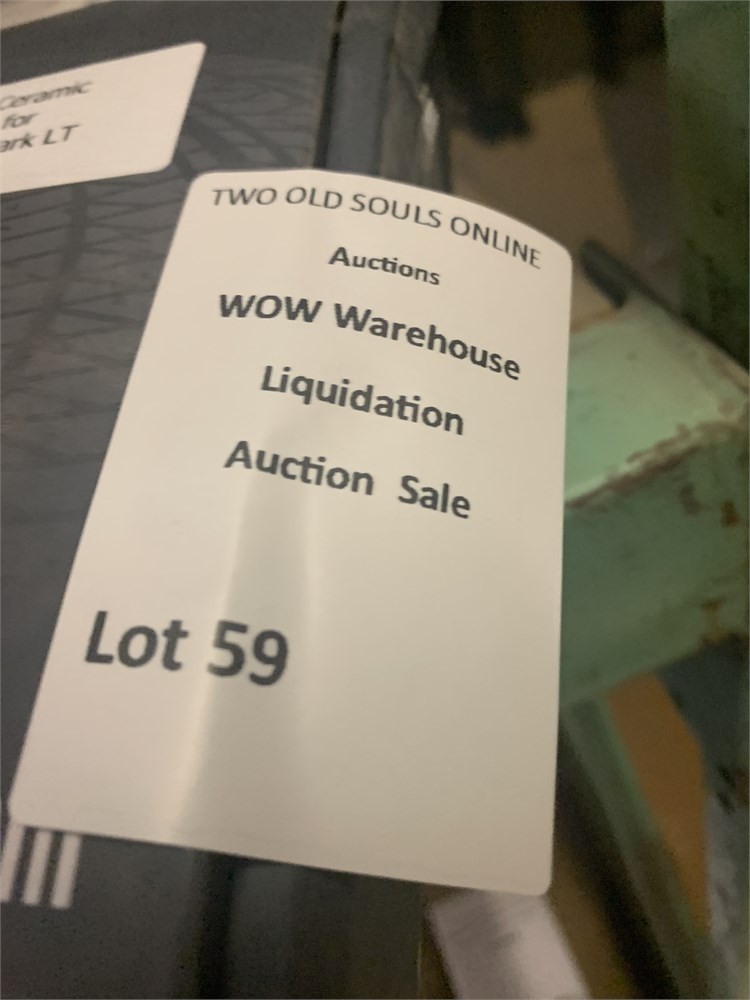 Ceramic
for
ark LT
TWO OLD SOULS ONLINE
Auctions
WOW Warehouse
Liquidation
Auction Sale
Lot 59